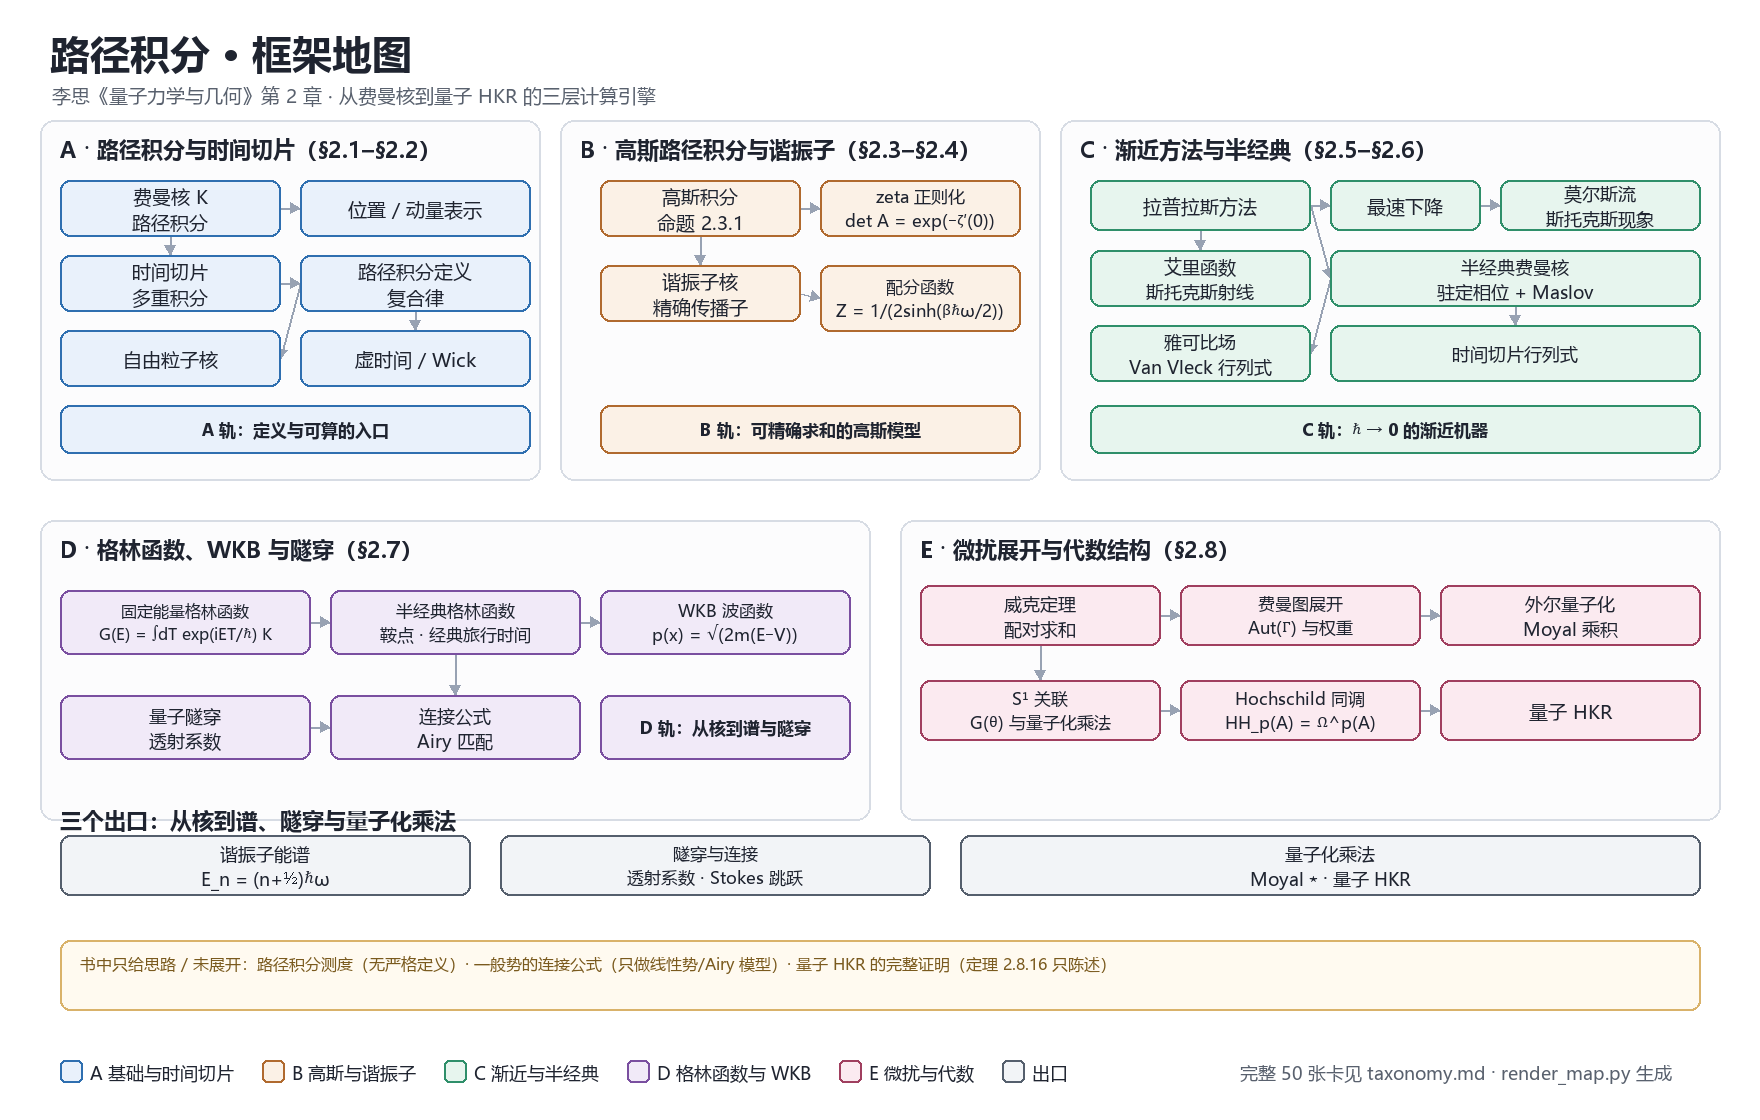 路径积分 • 框架地图
李思《量子力学与几何》第 2 章 · 从费曼核到量子 HKR 的三层计算引擎
A · 路径积分与时间切片（§2.1–§2.2）
费曼核 K
路径积分
位置 / 动量表示
时间切片
多重积分
路径积分定义
复合律
自由粒子核
虚时间 / Wick
A 轨：定义与可算的入口
B · 高斯路径积分与谐振子（§2.3–§2.4）
高斯积分
命题 2.3.1
zeta 正则化
det A = exp(−ζ′(0))
谐振子核
精确传播子
配分函数
Z = 1/(2sinh(βħω/2))
B 轨：可精确求和的高斯模型
C · 渐近方法与半经典（§2.5–§2.6）
拉普拉斯方法
最速下降
莫尔斯流
斯托克斯现象
艾里函数
斯托克斯射线
半经典费曼核
驻定相位 + Maslov
雅可比场
Van Vleck 行列式
时间切片行列式
C 轨：ħ → 0 的渐近机器
D · 格林函数、WKB 与隧穿（§2.7）
固定能量格林函数
G(E) = ∫dT exp(iET/ħ) K
半经典格林函数
鞍点 · 经典旅行时间
WKB 波函数
p(x) = √(2m(E−V))
量子隧穿
透射系数
连接公式
Airy 匹配
D 轨：从核到谱与隧穿
E · 微扰展开与代数结构（§2.8）
威克定理
配对求和
费曼图展开
Aut(Γ) 与权重
外尔量子化
Moyal 乘积
S¹ 关联
G(θ) 与量子化乘法
Hochschild 同调
HH_p(A) = Ω^p(A)
量子 HKR
三个出口：从核到谱、隧穿与量子化乘法
谐振子能谱
E_n = (n+½)ħω
隧穿与连接
透射系数 · Stokes 跳跃
量子化乘法
Moyal ⋆ · 量子 HKR
书中只给思路 / 未展开：路径积分测度（无严格定义）· 一般势的连接公式（只做线性势/Airy 模型）· 量子 HKR 的完整证明（定理 2.8.16 只陈述）
A 基础与时间切片
B 高斯与谐振子
C 渐近与半经典
D 格林函数与 WKB
E 微扰与代数
出口
完整 50 张卡见 taxonomy.md · render_map.py 生成